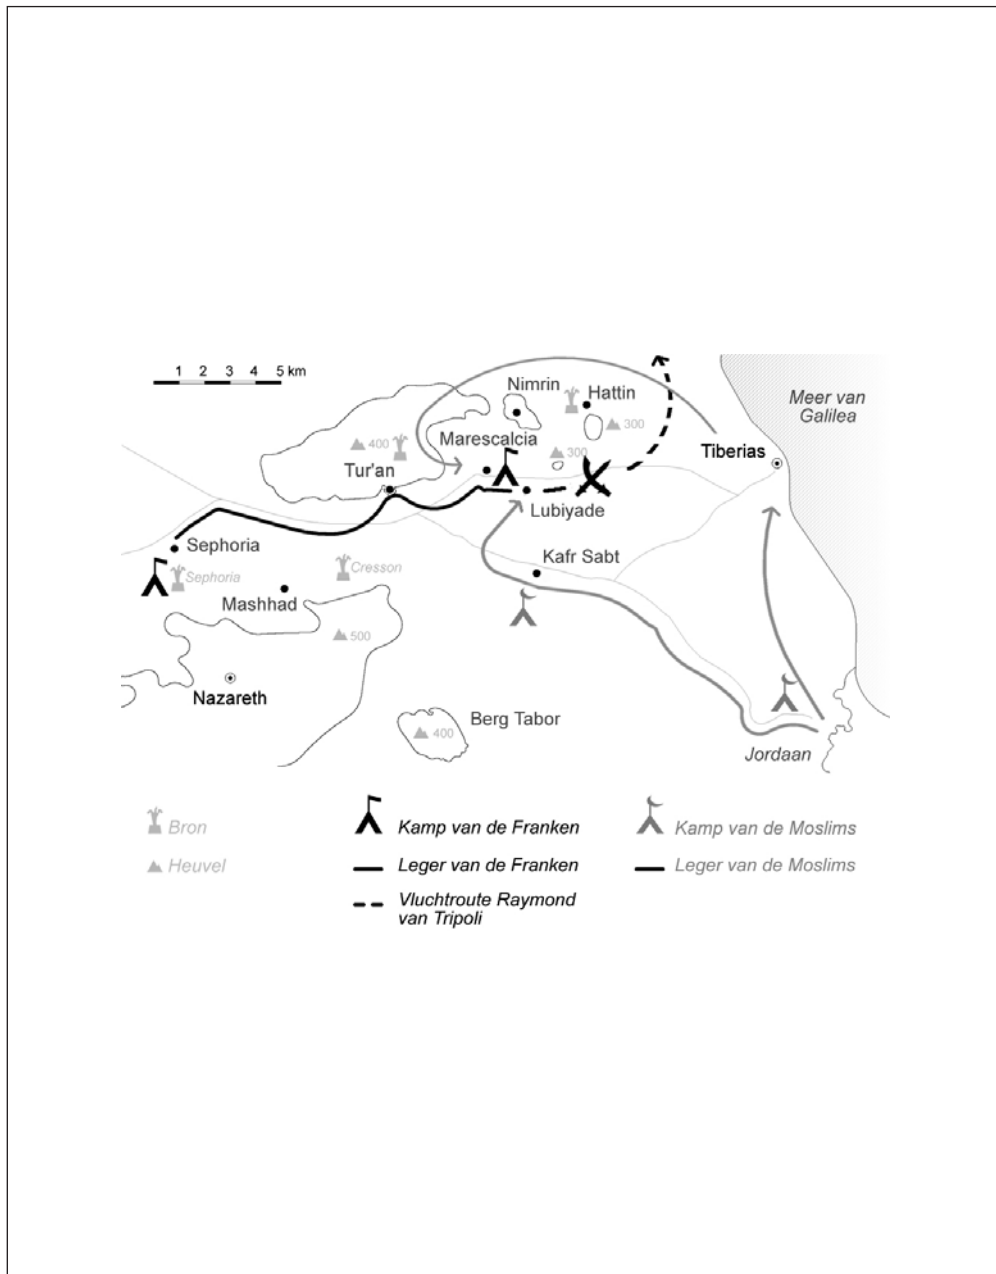 1 2 3 4 5 km
Nimrin
Hattin
Meer van
Galilea
300
Marescalcia
400
300
Tiberias
Tur'an
Lubiyade
Sephoria
Kafr Sabt
Cresson
Sephoria
Mashhad
500
Nazareth
Berg Tabor
400
Jordaan
Bron
Kamp van de Franken
Kamp van de Moslims
Heuvel
Leger van de Franken
Leger van de Moslims
Vluchtroute Raymond
van Tripoli